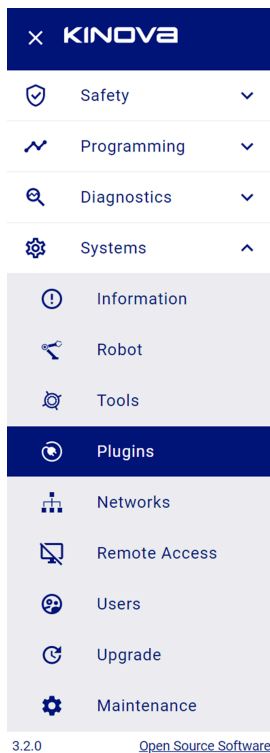 KINOVA
Safety
Programming
Diagnostics
Systems
Information
Robot
Tools
Plugins
Networks
Remote Access
Users
Upgrade
Maintenance
3.2.0 Open Source Software